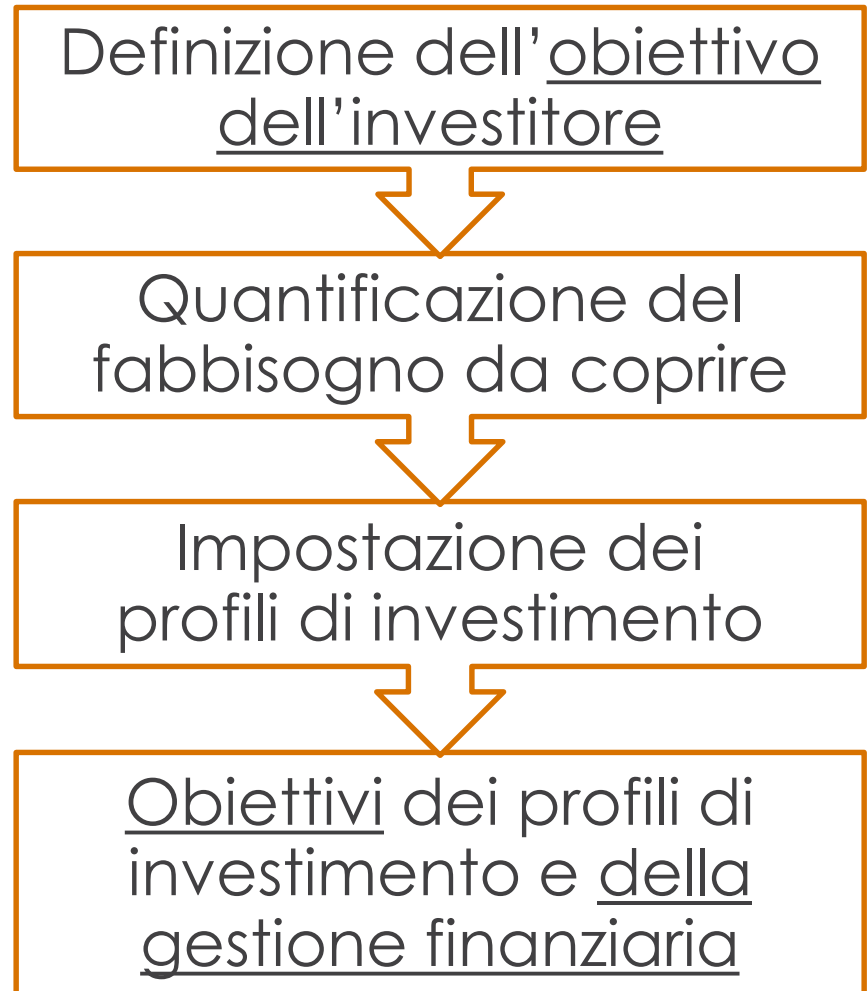 Definizione dell’obiettivo
dell’investitore
Quantificazione del
fabbisogno da coprire
Impostazione dei
profili di investimento
Obiettivi dei profili di
investimento e della
gestione finanziaria